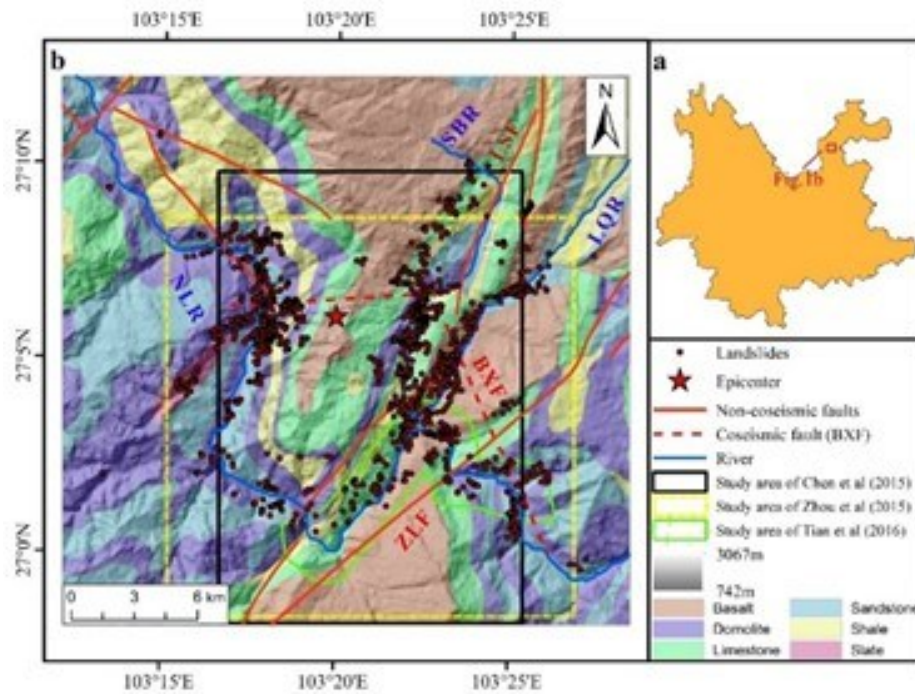 103°15'E 103°20'E 103°25'E
b
a
N
SBR
LSF
LQR
NLR
BXF
ZLF
27°10'N
27°5'N
27°0'N
0 3 6 km
103°15'E 103°20'E 103°25'E
Fig. 1b
Landslides
Epicenter
Non-coseismic faults
Coseismic fault (BXF)
River
Study area of Chen et al (2015)
Study area of Zhou et al (2015)
Study area of Tian et al (2016)
3067m
742m
Basalt Sandstone
Domolite Shale
Limestone Slate